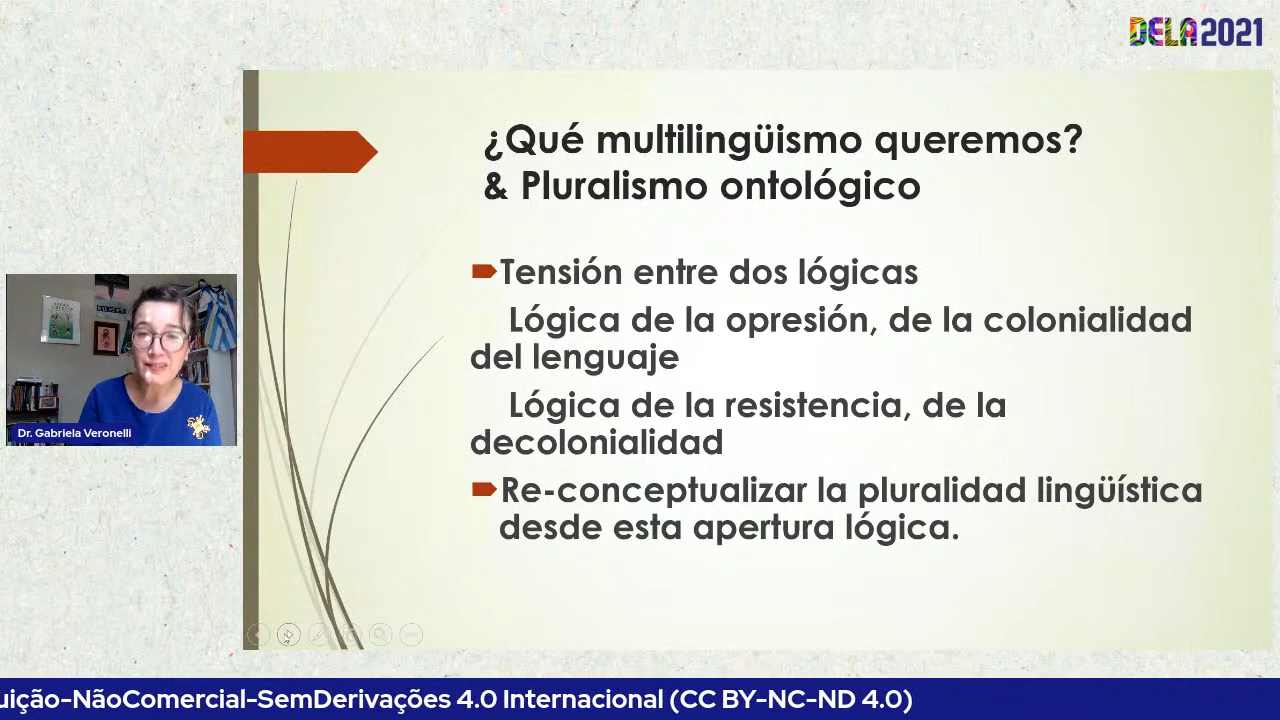 DELA 2021
¿Qué multilingüismo queremos?
& Pluralismo ontológico
Tensión entre dos lógicas
Lógica de la opresión, de la colonialidad
del lenguaje
Lógica de la resistencia, de la
decolonialidad
Re-conceptualizar la pluralidad lingüística
desde esta apertura lógica.
Dr. Gabriela Veronelli
uição-NãoComercial-SemDerivações 4.0 Internacional (CC BY-NC-ND 4.0)